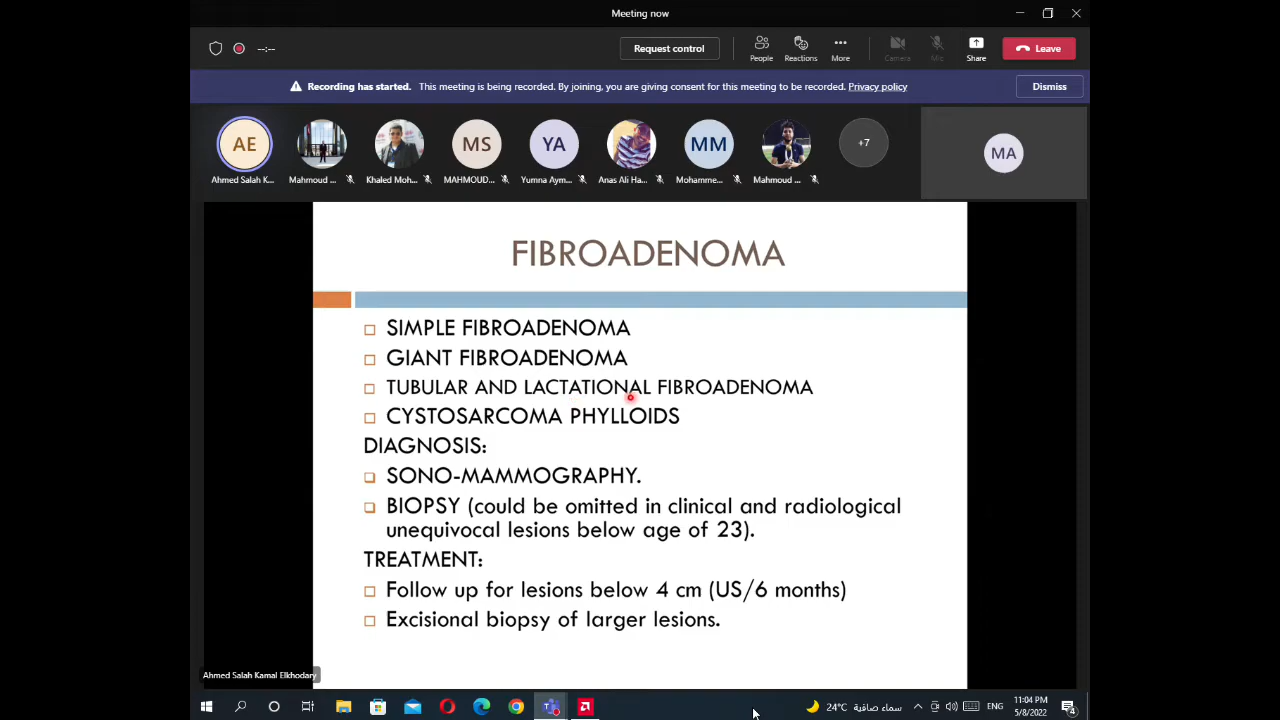 Meeting now
--:--
Request control
People
Reactions
More
Camera
Mic
Share
Leave
Recording has started. This meeting is being recorded. By joining, you are giving consent for this meeting to be recorded. Privacy policy
Dismiss
AE
MS
YA
MM
+7
MA
Ahmed Salah K...
Mahmoud ...
Khaled Moh...
MAHMOUD...
Yumna Aym...
Anas Ali Ha...
Mohamme...
Mahmoud ...
FIBROADENOMA
SIMPLE FIBROADENOMA
GIANT FIBROADENOMA
TUBULAR AND LACTATIONAL FIBROADENOMA
CYSTOSARCOMA PHYLLOIDS
DIAGNOSIS:
SONO-MAMMOGRAPHY.
BIOPSY (could be omitted in clinical and radiological
unequivocal lesions below age of 23).
TREATMENT:
Follow up for lesions below 4 cm (US/6 months)
Excisional biopsy of larger lesions.
Ahmed Salah Kamal Elkhodary
24°C سماء صافية
ENG
11:04 PM
5/8/2022
4